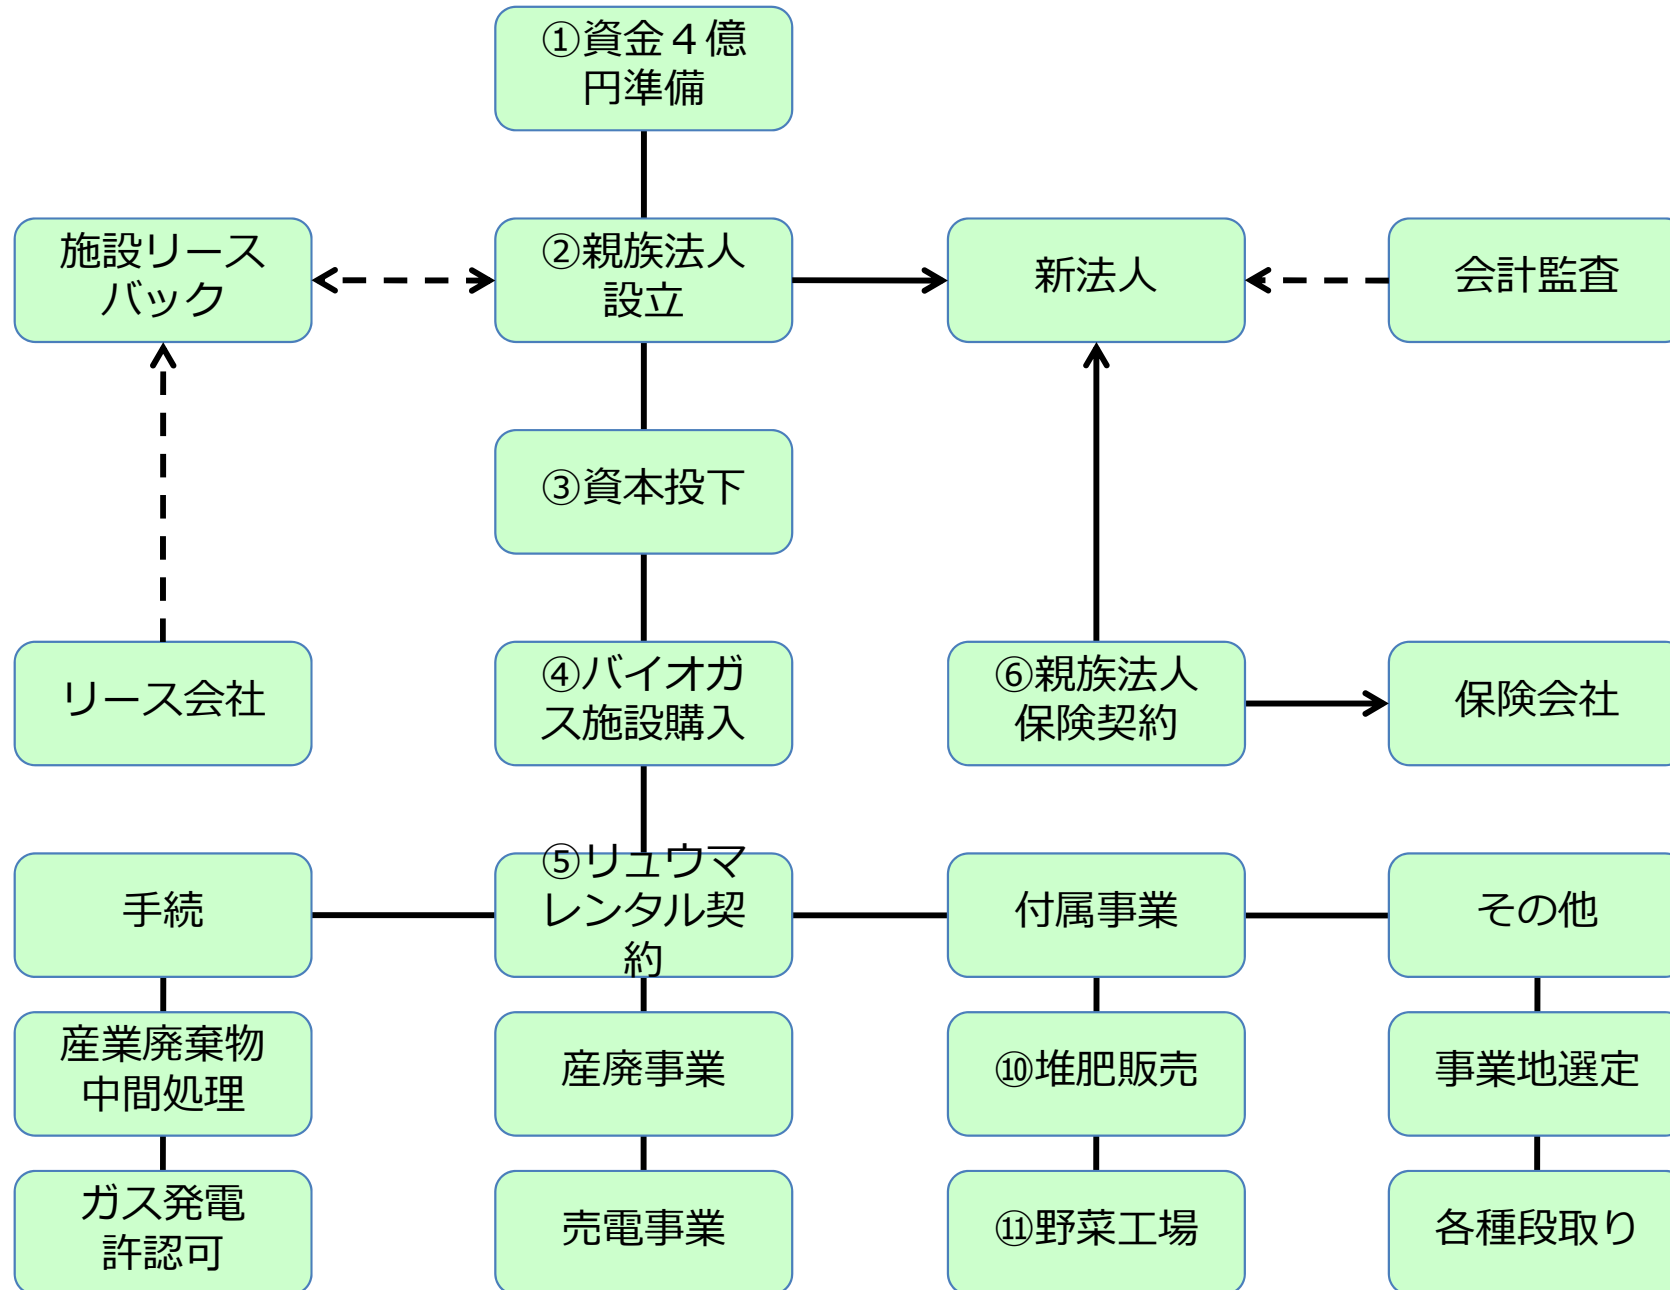 ①資金４億
円準備
施設リース
バック
②親族法人
設立
新法人
会計監査
③資本投下
リース会社
④バイオガ
ス施設購入
⑥親族法人
保険契約
保険会社
手続
⑤リュウマ
レンタル契
約
付属事業
その他
産業廃棄物
中間処理
産廃事業
⑩堆肥販売
事業地選定
ガス発電
許認可
売電事業
⑪野菜工場
各種段取り